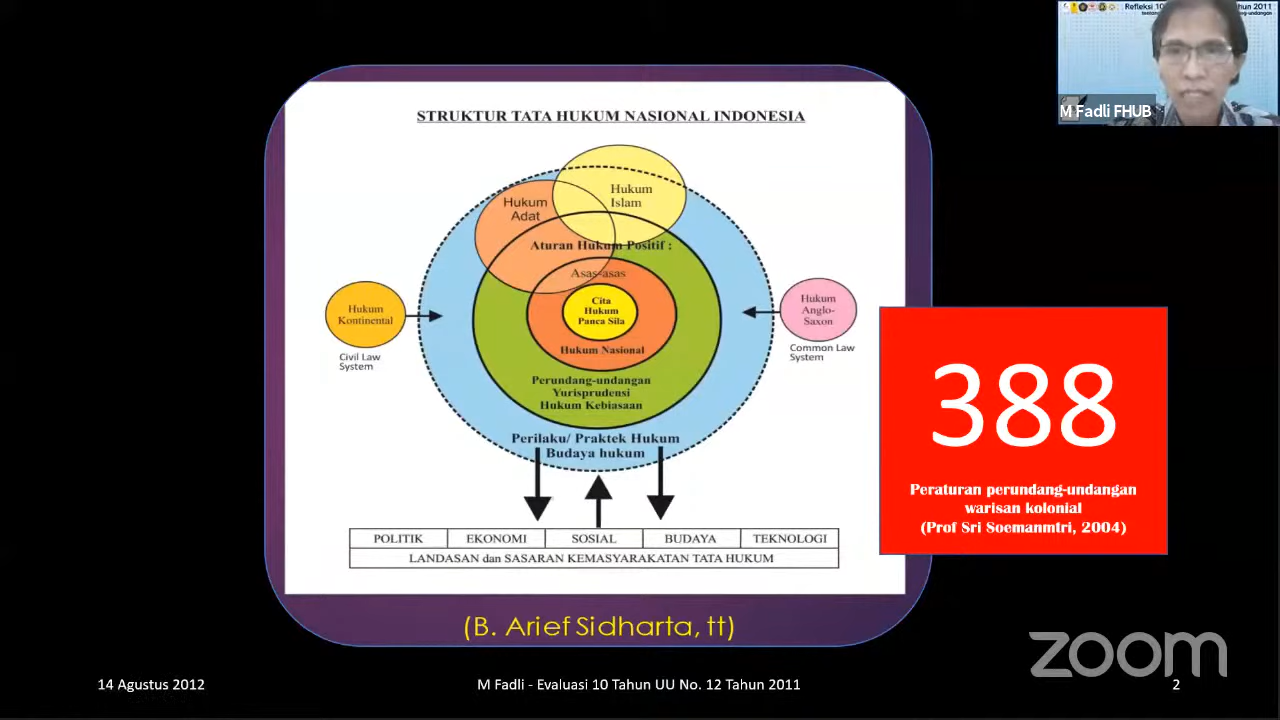 Refleksi 10
ahun 2011
M Fadli FHUB
STRUKTUR TATA HUKUM NASIONAL INDONESIA
Hukum
Islam
Hukum
Adat
Aturan Hukum Positif :
Asas-asas
Cita
Hukum
Panca Sila
Hukum Nasional
Perundang-undangan
Yurisprudensi
Hukum Kebiasaan
Perilaku/ Praktek Hukum
Budaya hukum
Hukum
Kontinental
Civil Law
System
Hukum
Anglo-
Saxon
Common Law
System
POLITIK EKONOMI SOSIAL BUDAYA TEKNOLOGI
LANDASAN dan SASARAN KEMASYARAKATAN TATA HUKUM
(B. Arief Sidharta, tt)
388
Peraturan perundang-undangan
warisan kolonial
(Prof Sri Soemanmtri, 2004)
zoom
14 Agustus 2012
M Fadli - Evaluasi 10 Tahun UU No. 12 Tahun 2011
2